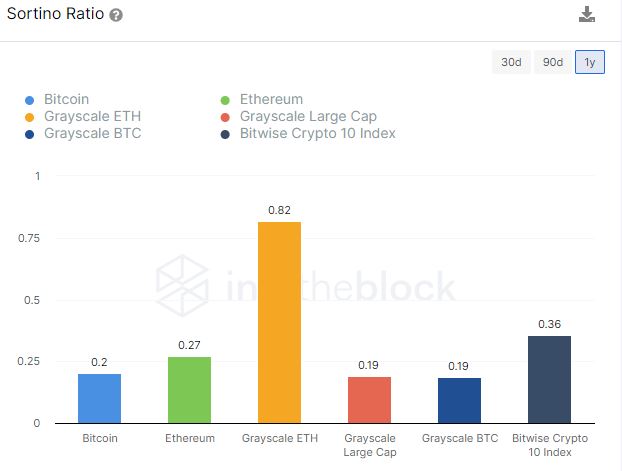 Sortino Ratio ?
30d 90d 1y
Bitcoin Ethereum
Grayscale ETH Grayscale Large Cap
Grayscale BTC Bitwise Crypto 10 Index
1
0.82
0.75
intotheblock
0.5
0.36
0.27
0.25
0.2
0.19 0.19
0
Bitcoin Ethereum Grayscale ETH Grayscale Large Cap Grayscale BTC Bitwise Crypto 10 Index